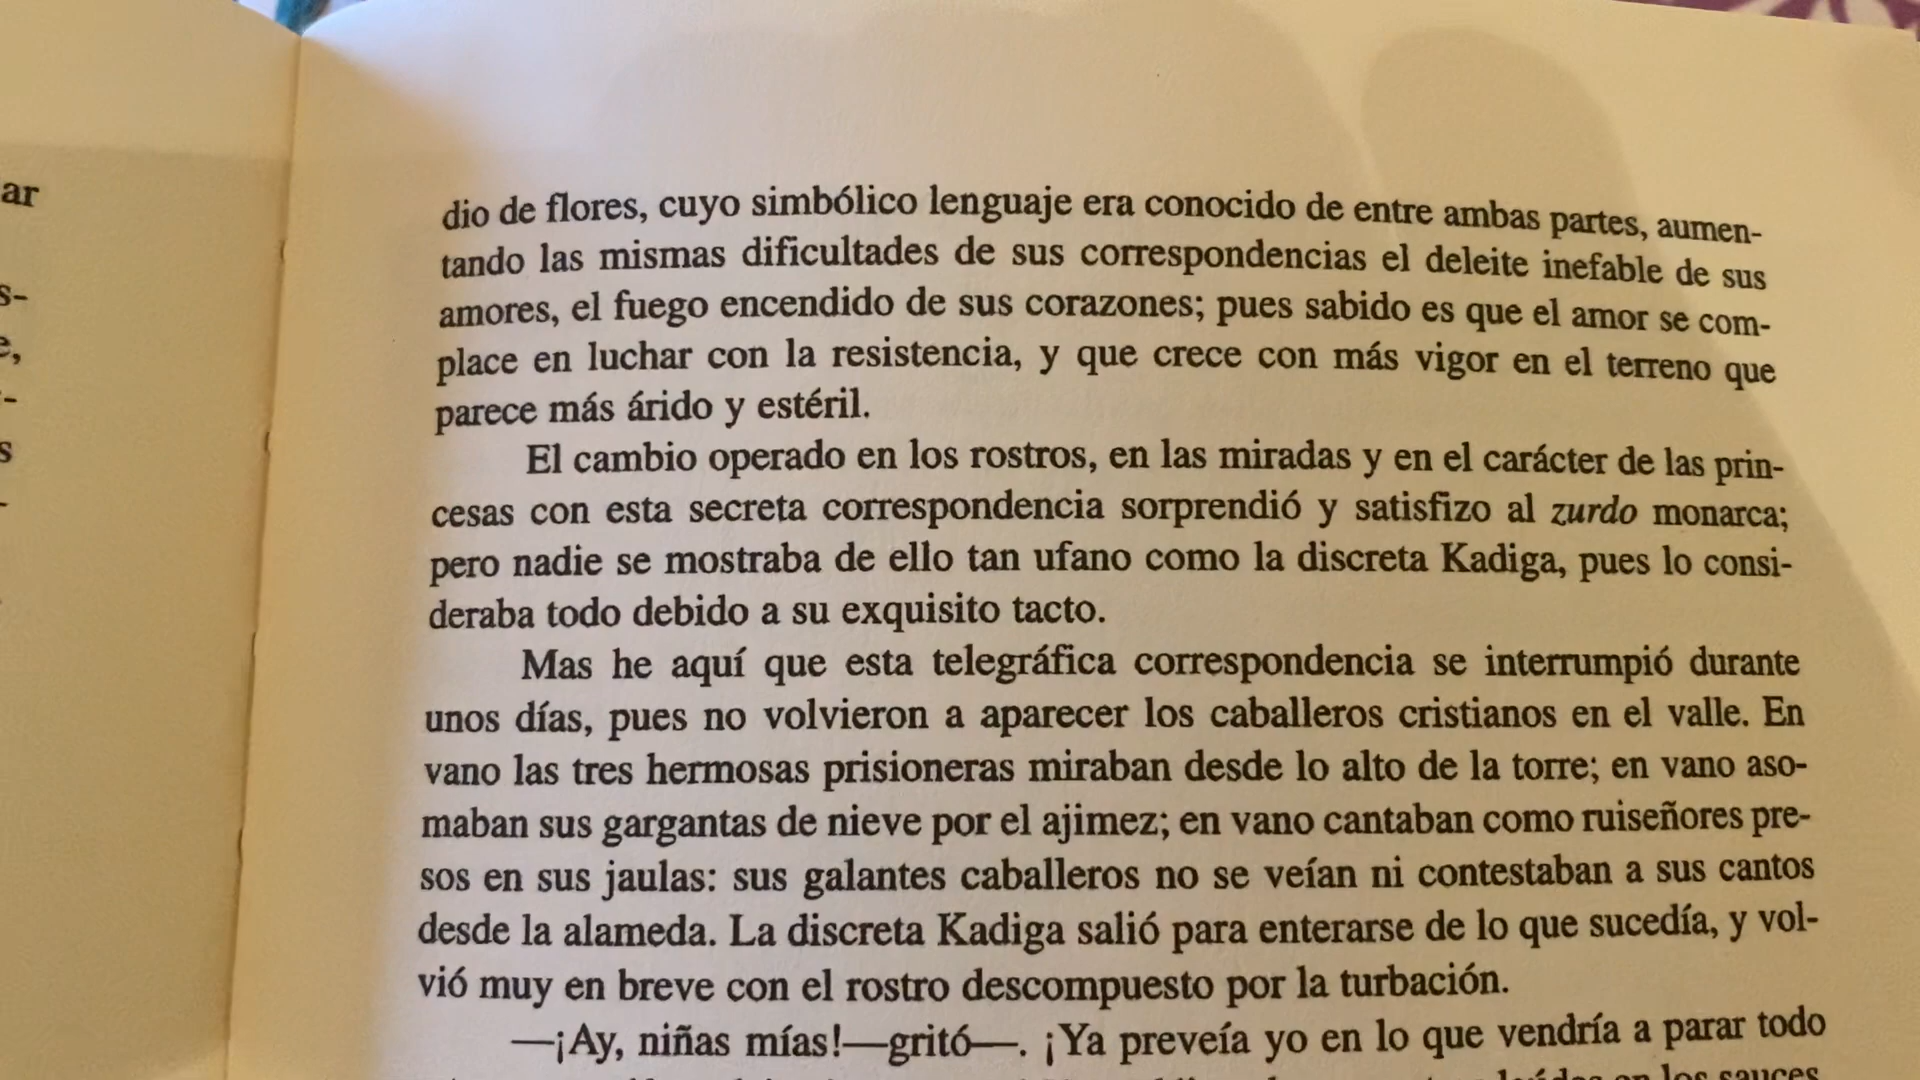 ar
s-
e,
s
dio de flores, cuyo simbólico lenguaje era conocido de entre ambas partes, aumen-
tando las mismas dificultades de sus correspondencias el deleite inefable de sus
amores, el fuego encendido de sus corazones; pues sabido es que el amor se com-
place en luchar con la resistencia, y que crece con más vigor en el terreno que
parece más árido y estéril.
El cambio operado en los rostros, en las miradas y en el carácter de las prin-
cesas con esta secreta correspondencia sorprendió y satisfizo al zurdo monarca;
pero nadie se mostraba de ello tan ufano como la discreta Kadiga, pues lo consi-
deraba todo debido a su exquisito tacto.
Mas he aquí que esta telegráfica correspondencia se interrumpió durante
unos días, pues no volvieron a aparecer los caballeros cristianos en el valle. En
vano las tres hermosas prisioneras miraban desde lo alto de la torre; en vano aso-
maban sus gargantas de nieve por el ajimez; en vano cantaban como ruiseñores pre-
sos en sus jaulas: sus galantes caballeros no se veían ni contestaban a sus cantos
desde la alameda. La discreta Kadiga salió para enterarse de lo que sucedía, y vol-
vió muy en breve con el rostro descompuesto por la turbación.
—¡Ay, niñas mías!—gritó—. ¡Ya preveía yo en lo que vendría a parar todo
en los sauces